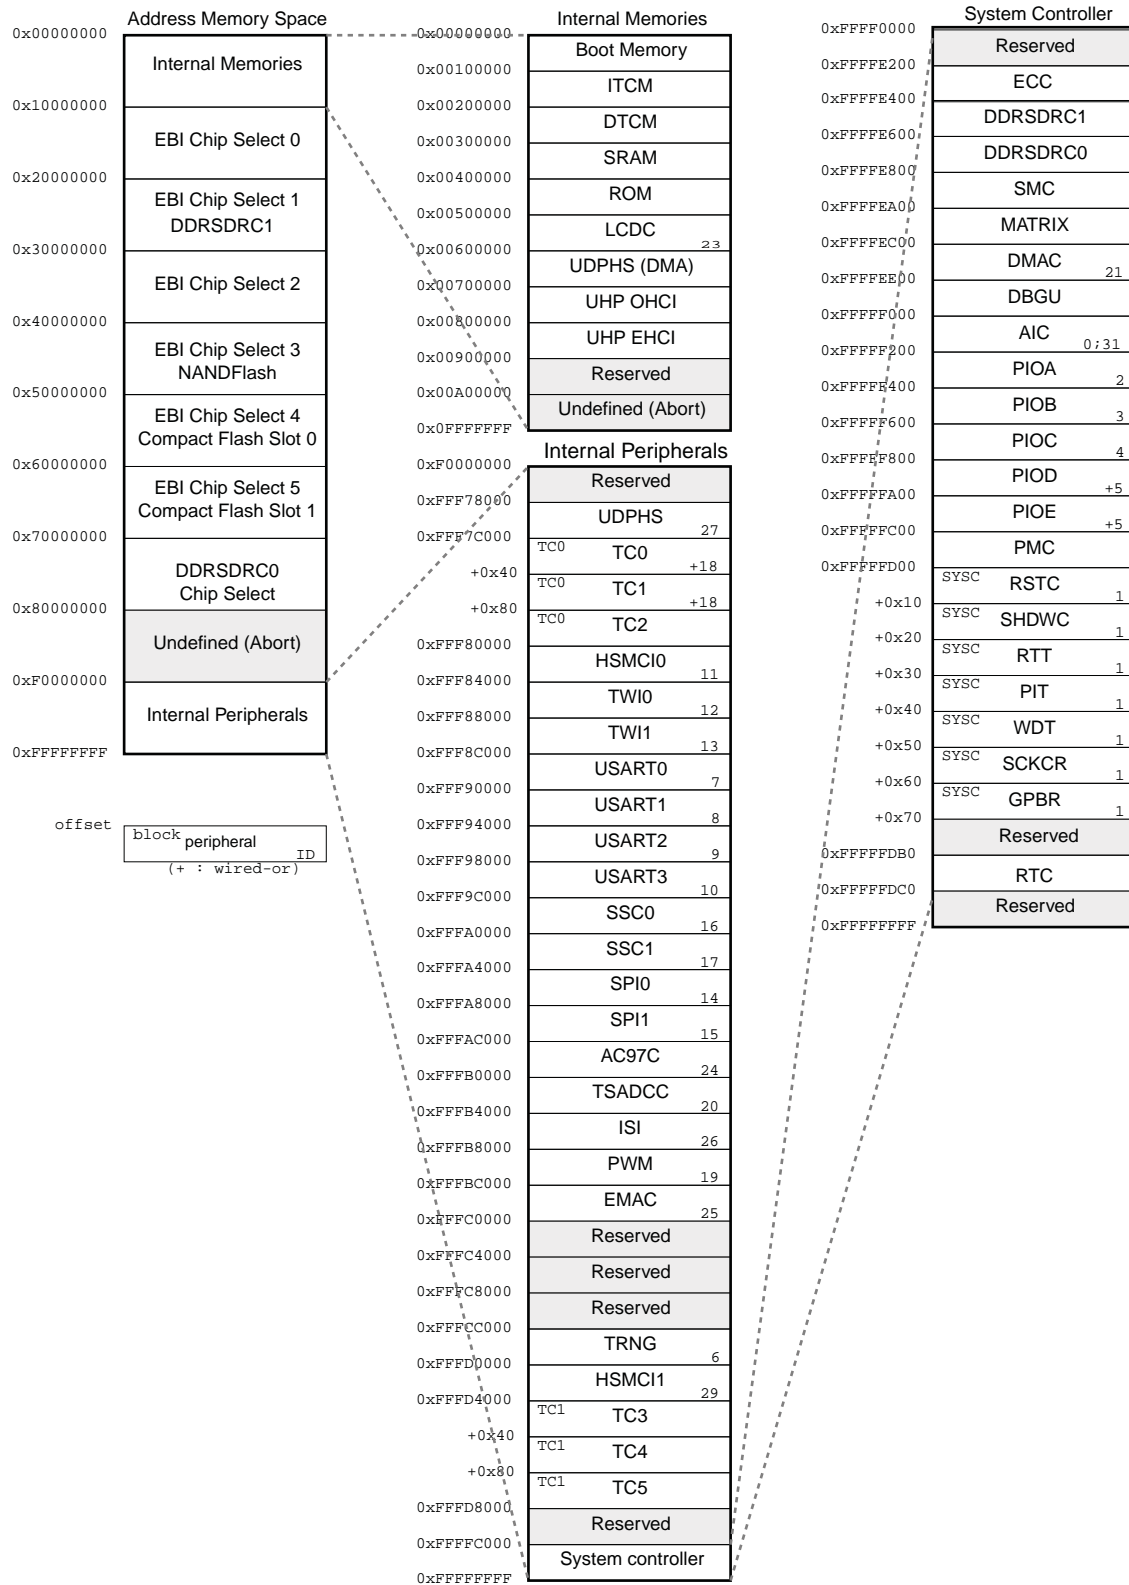 Address Memory Space
0x00000000
Internal Memories
0x10000000
EBI Chip Select 0
0x20000000
EBI Chip Select 1
DDRSDRC1
0x30000000
EBI Chip Select 2
0x40000000
EBI Chip Select 3
NANDFlash
0x50000000
EBI Chip Select 4
Compact Flash Slot 0
0x60000000
EBI Chip Select 5
Compact Flash Slot 1
0x70000000
DDRSDRC0
Chip Select
0x80000000
Undefined (Abort)
0xF0000000
Internal Peripherals
0xFFFFFFFF
offset
block peripheral
ID
(+ : wired-or)
Internal Memories
0x00000000
Boot Memory
0x00100000
ITCM
0x00200000
DTCM
0x00300000
SRAM
0x00400000
ROM
0x00500000
LCDC 23
0x00600000
UDPHS (DMA)
0x00700000
UHP OHCI
0x00800000
UHP EHCI
0x00900000
Reserved
0x00A00000
Undefined (Abort)
0x0FFFFFFF
Internal Peripherals
0xF0000000
Reserved
0xFFF78000
UDPHS 27
0xFFF7C000
TC0 TC0 +18
+0x40
TC0 TC1 +18
+0x80
TC0 TC2
0xFFF80000
HSMCI0 11
0xFFF84000
TWI0 12
0xFFF88000
TWI1 13
0xFFF8C000
USART0 7
0xFFF90000
USART1 8
0xFFF94000
USART2 9
0xFFF98000
USART3 10
0xFFF9C000
SSC0 16
0xFFFA0000
SSC1 17
0xFFFA4000
SPI0 14
0xFFFA8000
SPI1 15
0xFFFAC000
AC97C 24
0xFFFB0000
TSADCC 20
0xFFFB4000
ISI 26
0xFFFB8000
PWM 19
0xFFFBC000
EMAC 25
0xFFFC0000
Reserved
0xFFFC4000
Reserved
0xFFFC8000
Reserved
0xFFFCC000
TRNG 6
0xFFFD0000
HSMCI1 29
0xFFFD4000
TC1 TC3
+0x40
TC1 TC4
+0x80
TC1 TC5
0xFFFD8000
Reserved
0xFFFFC000
System controller
0xFFFFFFFF
System Controller
0xFFFF0000
Reserved
0xFFFFE200
ECC
0xFFFFE400
DDRSDRC1
0xFFFFE600
DDRSDRC0
0xFFFFE800
SMC
0xFFFFEA00
MATRIX
0xFFFFEC00
DMAC 21
0xFFFFEE00
DBGU
0xFFFFF000
AIC 0;31
0xFFFFF200
PIOA 2
0xFFFFF400
PIOB 3
0xFFFFF600
PIOC 4
0xFFFFF800
PIOD +5
0xFFFFFA00
PIOE +5
0xFFFFFC00
PMC
0xFFFFFD00
SYSC RSTC 1
+0x10
SYSC SHDWC 1
+0x20
SYSC RTT 1
+0x30
SYSC PIT 1
+0x40
SYSC WDT 1
+0x50
SYSC SCKCR 1
+0x60
SYSC GPBR 1
+0x70
Reserved
0xFFFFFDB0
RTC
0xFFFFFDC0
Reserved
0xFFFFFFFF